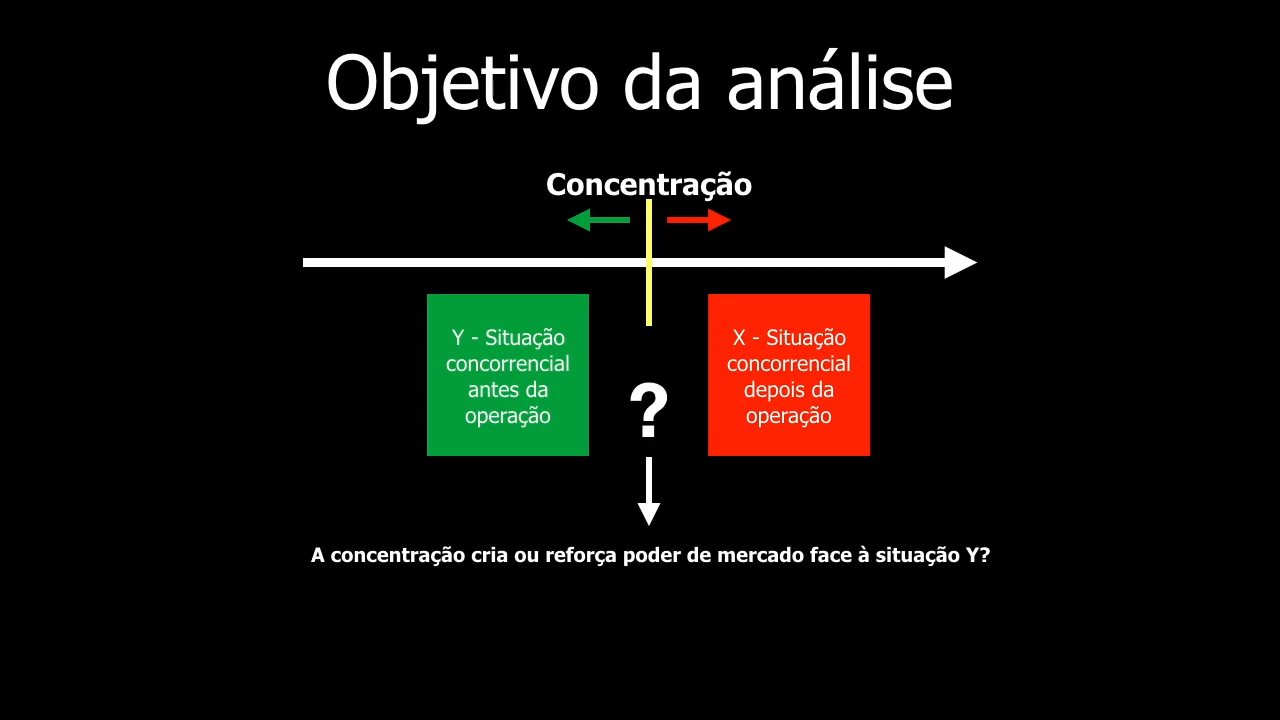 Objetivo da análise
Concentração
Y - Situação
concorrencial
antes da
operação
?
X - Situação
concorrencial
depois da
operação
A concentração cria ou reforça poder de mercado face à situação Y?